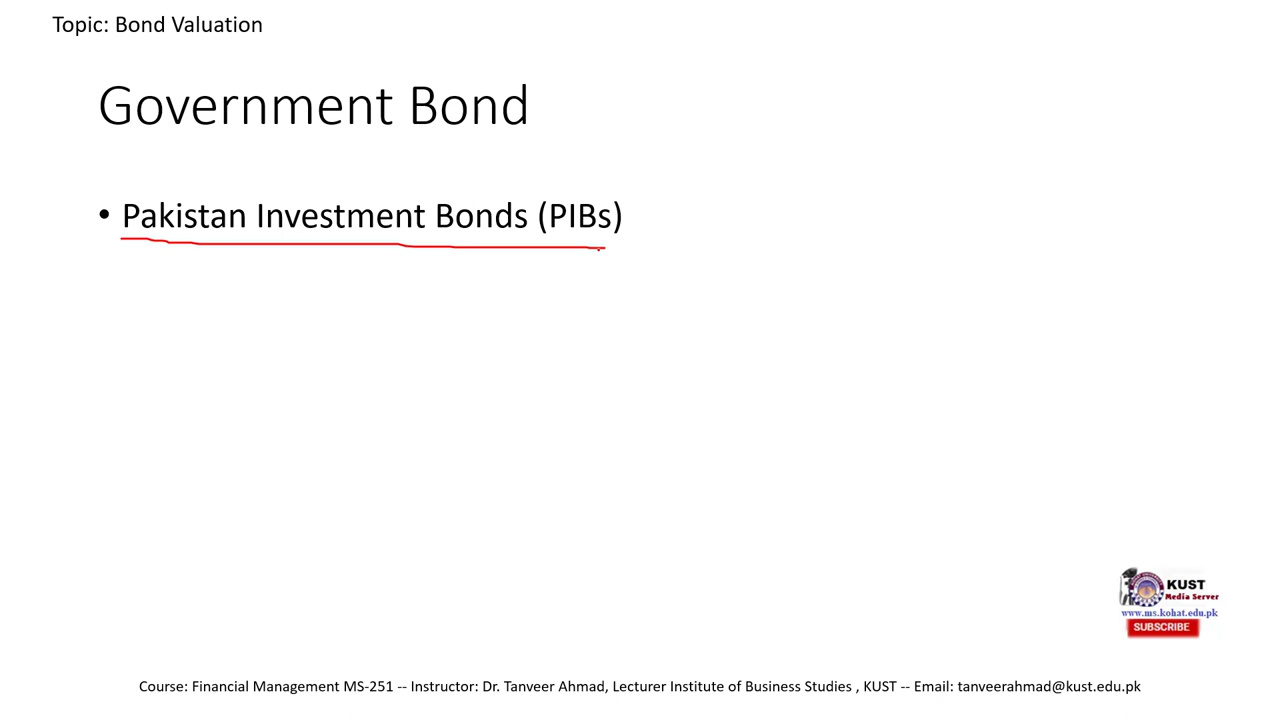 Topic: Bond Valuation
Government Bond
• Pakistan Investment Bonds (PIBs)
KUST
Media Server
www.ms.kohat.edu.pk
SUBSCRIBE
Course: Financial Management MS-251 -- Instructor: Dr. Tanveer Ahmad, Lecturer Institute of Business Studies , KUST -- Email: tanveerahmad@kust.edu.pk